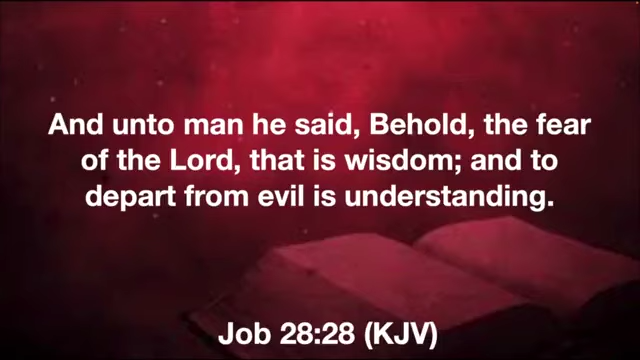 And unto man he said, Behold, the fear
of the Lord, that is wisdom; and to
depart from evil is understanding.
Job 28:28 (KJV)